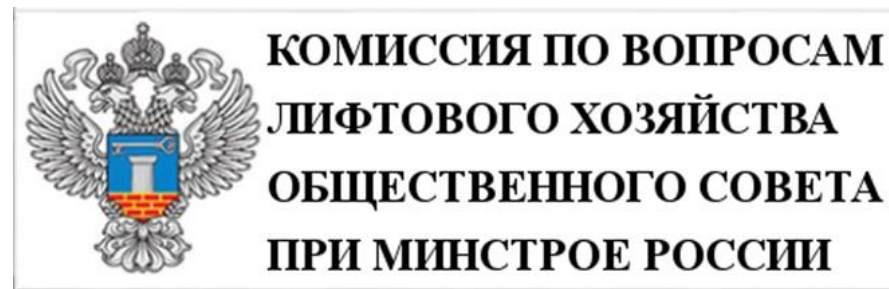 КОМИССИЯ ПО ВОПРОСАМ
ЛИФТОВОГО ХОЗЯЙСТВА
ОБЩЕСТВЕННОГО СОВЕТА
ПРИ МИНСТРОЕ РОССИИ